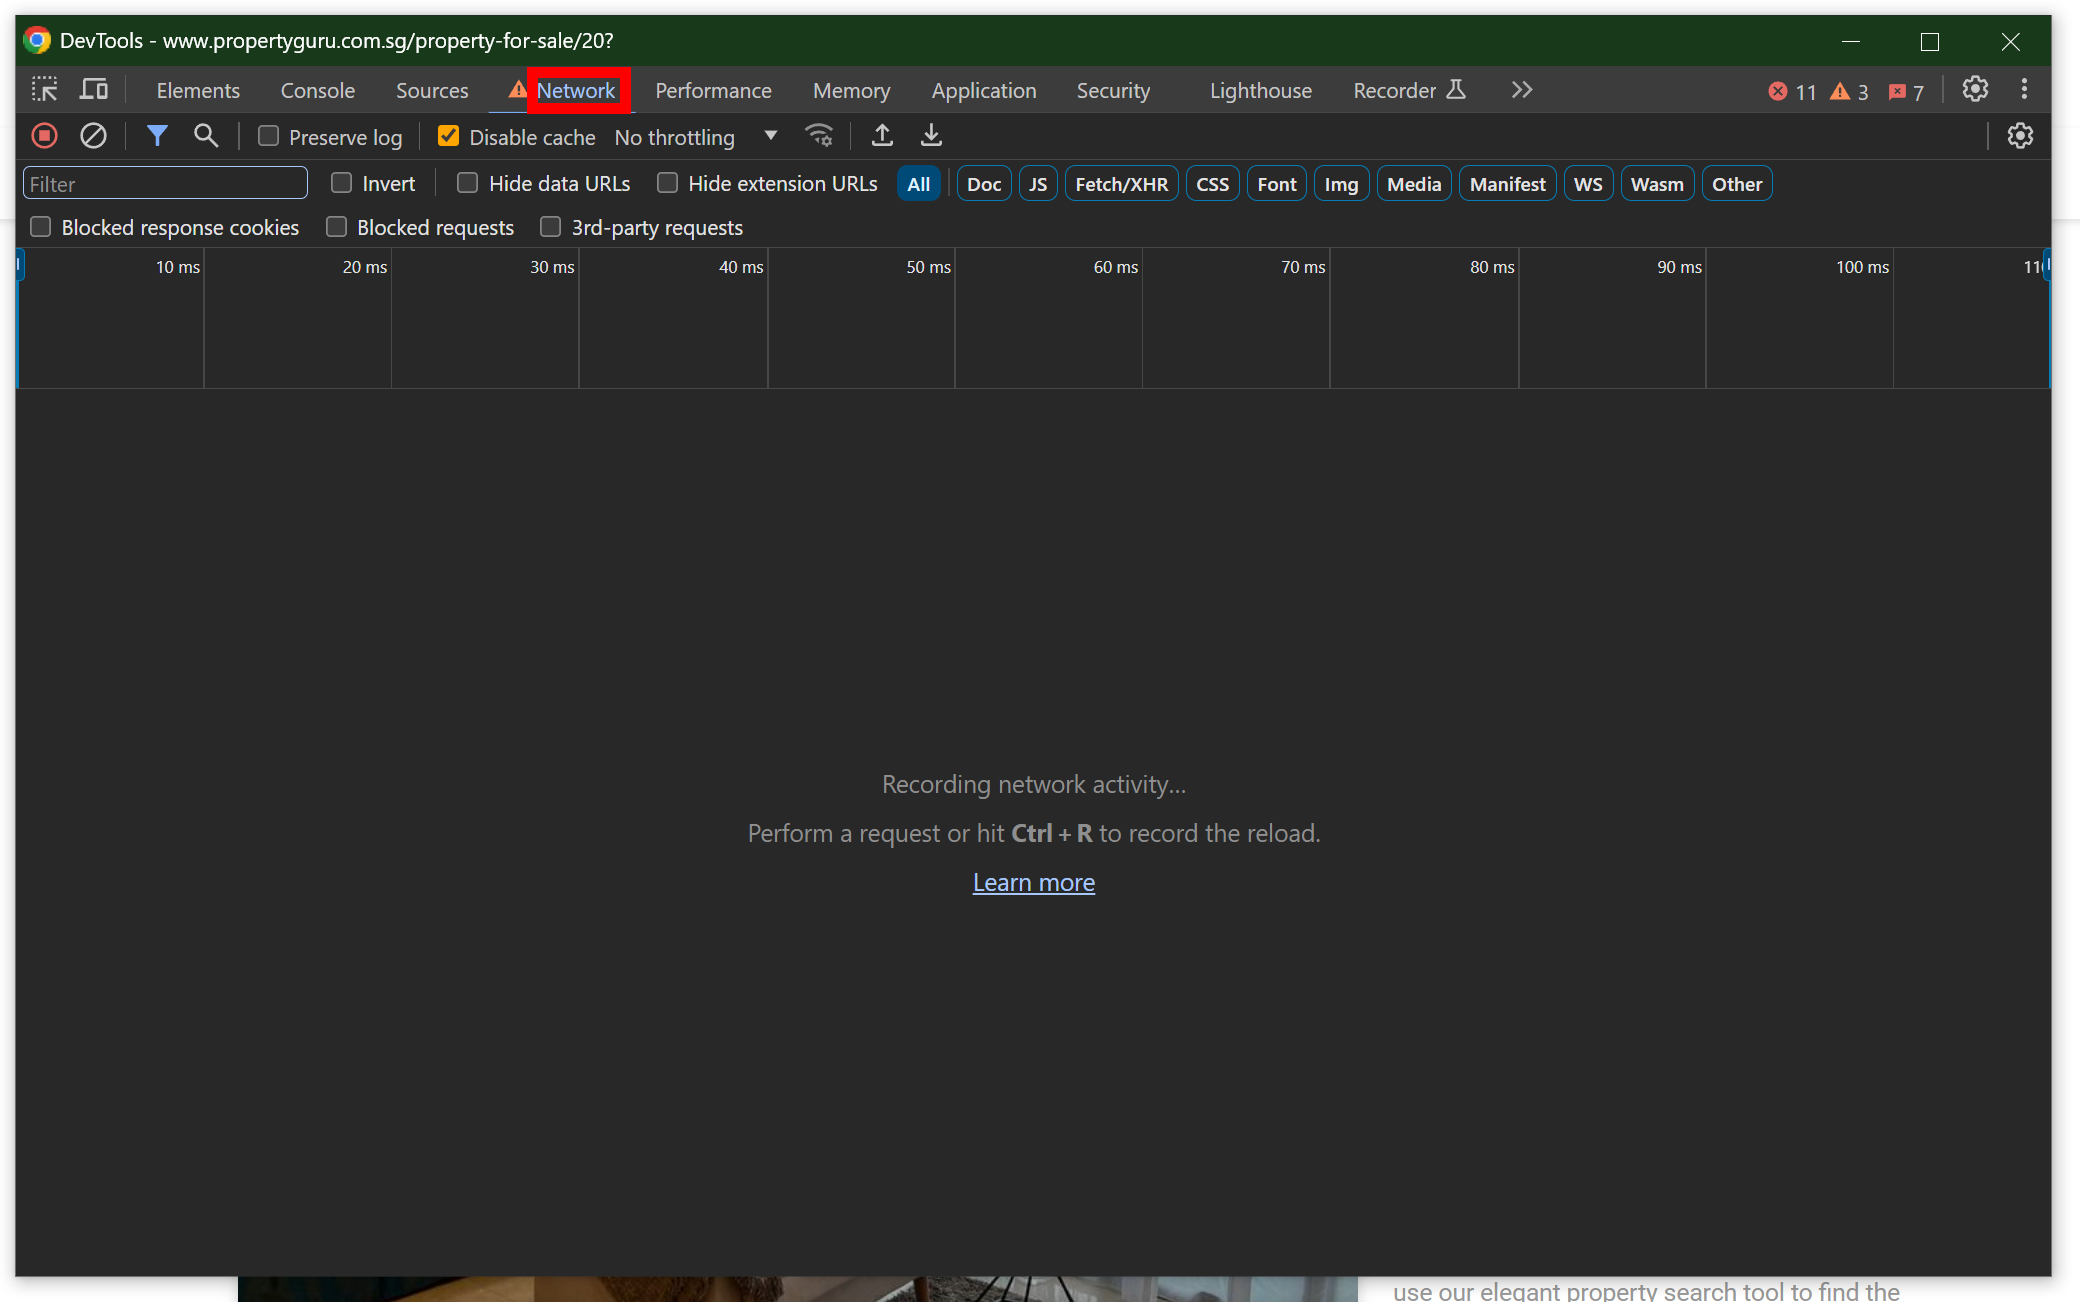 DevTools - www.propertyguru.com.sg/property-for-sale/20?
Elements Console Sources Network Performance Memory Application Security Lighthouse Recorder 11 3 7
Preserve log Disable cache No throttling
Filter Invert Hide data URLs Hide extension URLs All Doc JS Fetch/XHR CSS Font Img Media Manifest WS Wasm Other
Blocked response cookies Blocked requests 3rd-party requests
10 ms 20 ms 30 ms 40 ms 50 ms 60 ms 70 ms 80 ms 90 ms 100 ms
Recording network activity...
Perform a request or hit Ctrl + R to record the reload.
Learn more
use our elegant property search tool to find the